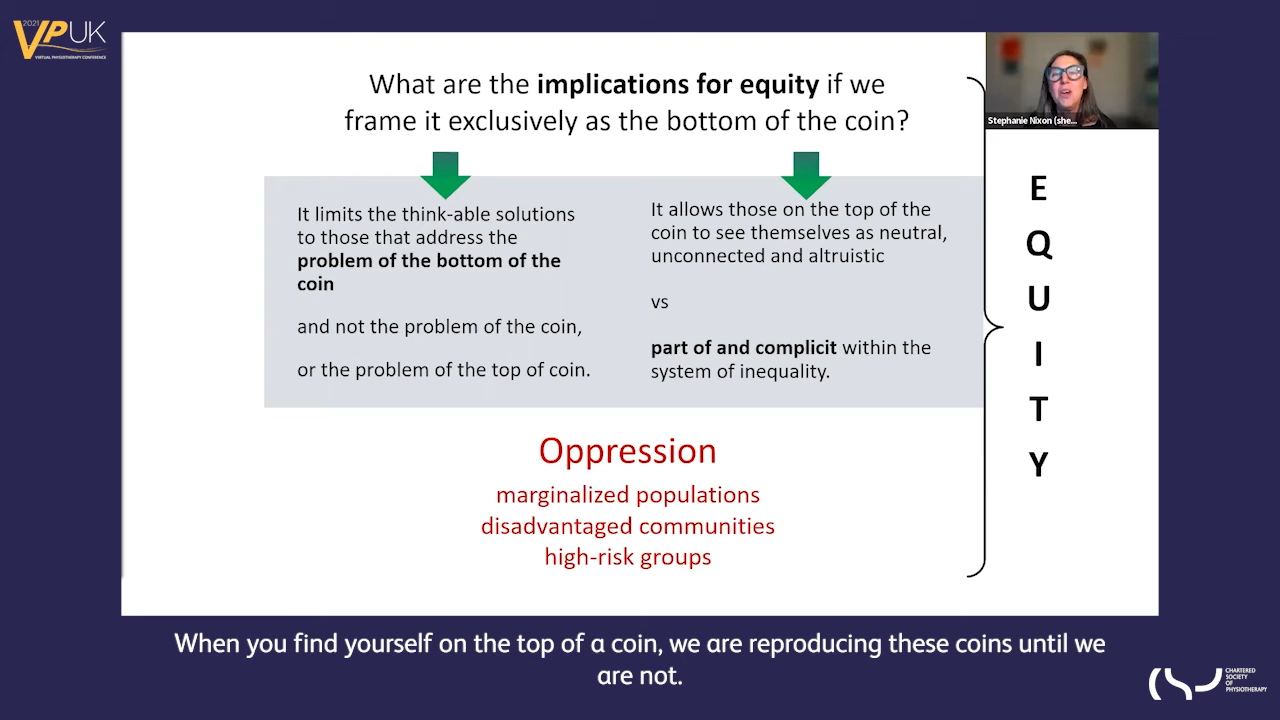 2021
VPUK
VIRTUAL PHYSIOTHERAPY CONFERENCE
What are the implications for equity if we
frame it exclusively as the bottom of the coin?
Stephanie Nixon (she...
It limits the think-able solutions
to those that address the
problem of the bottom of the
coin
and not the problem of the coin,
or the problem of the top of coin.
It allows those on the top of the
coin to see themselves as neutral,
unconnected and altruistic
vs
part of and complicit within the
system of inequality.
E
Q
U
I
T
Y
Oppression
marginalized populations
disadvantaged communities
high-risk groups
When you find yourself on the top of a coin, we are reproducing these coins until we
are not.
CHARTERED
SOCIETY
OF
PHYSIOTHERAPY